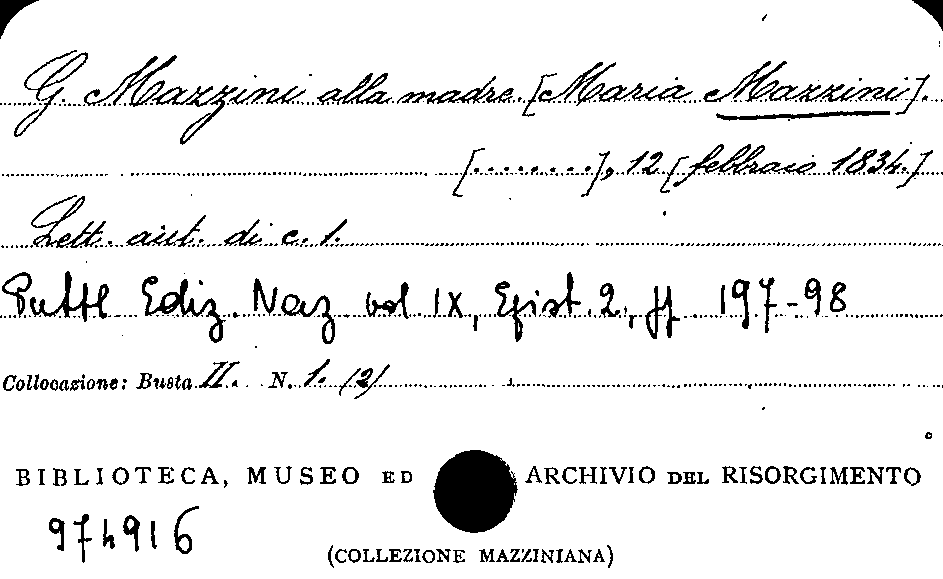 G. Mazzini alla madre [Maria Mazzini].
[........], 12 [febbraio 1834.]
Lett. aut. di c. 1.
Pubbl Ediz. Naz vol IX, Epist. 2, pp. 197-98
Collocazione: Busta II. N. 1. (2)
BIBLIOTECA, MUSEO ED ARCHIVIO DEL RISORGIMENTO
974916
(COLLEZIONE MAZZINIANA)